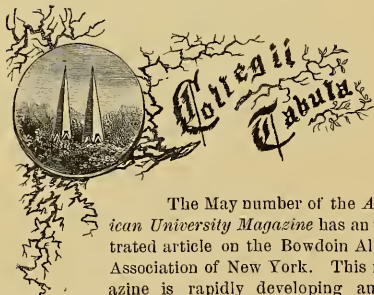 Collegii
Tabula
The May number of the A
ican University Magazine has an i
trated article on the Bowdoin Al
Association of New York. This m
azine is rapidly developing an